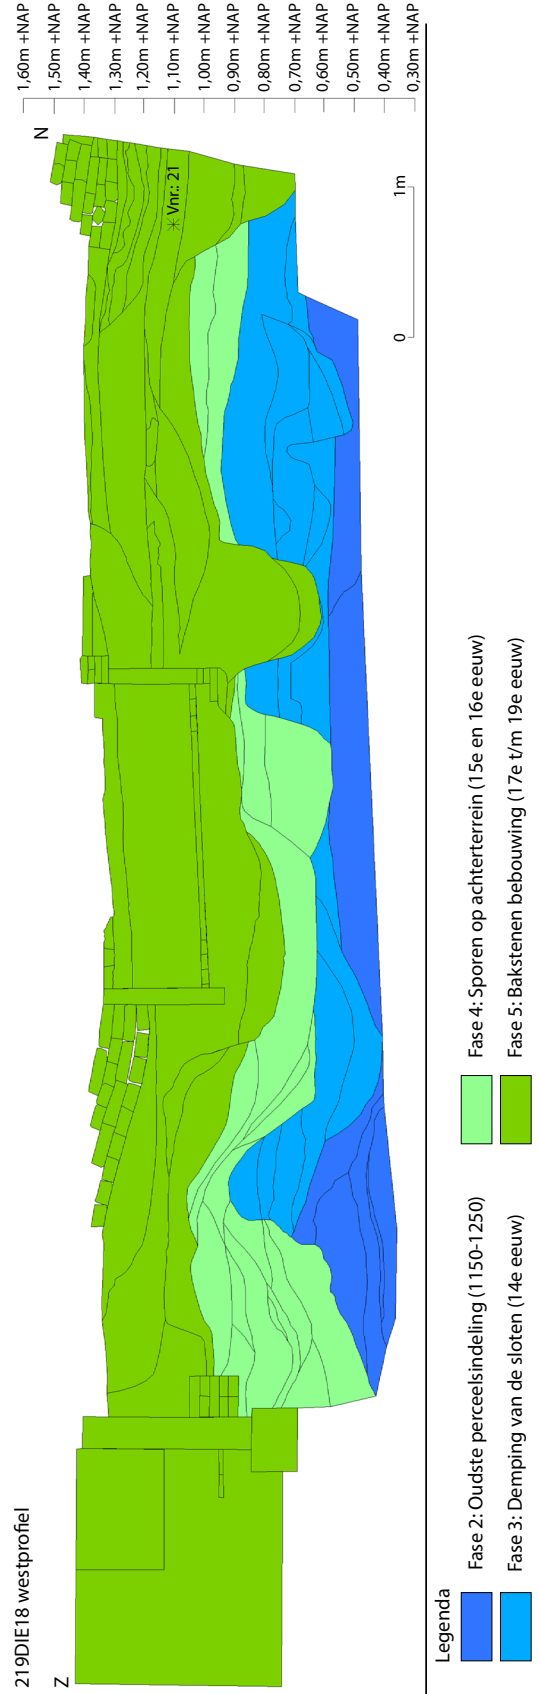 219DIE18 westprofiel
Z
N
1,60m +NAP
1,50m +NAP
1,40m +NAP
1,30m +NAP
1,20m +NAP
1,10m +NAP
1,00m +NAP
0,90m +NAP
0,80m +NAP
0,70m +NAP
0,60m +NAP
0,50m +NAP
0,40m +NAP
0,30m +NAP
Vnr.: 21
0
1m
Legenda
Fase 2: Oudste perceelsindeling (1150-1250)
Fase 3: Demping van de sloten (14e eeuw)
Fase 4: Sporen op achterterrein (15e en 16e eeuw)
Fase 5: Bakstenen bebouwing (17e t/m 19e eeuw)